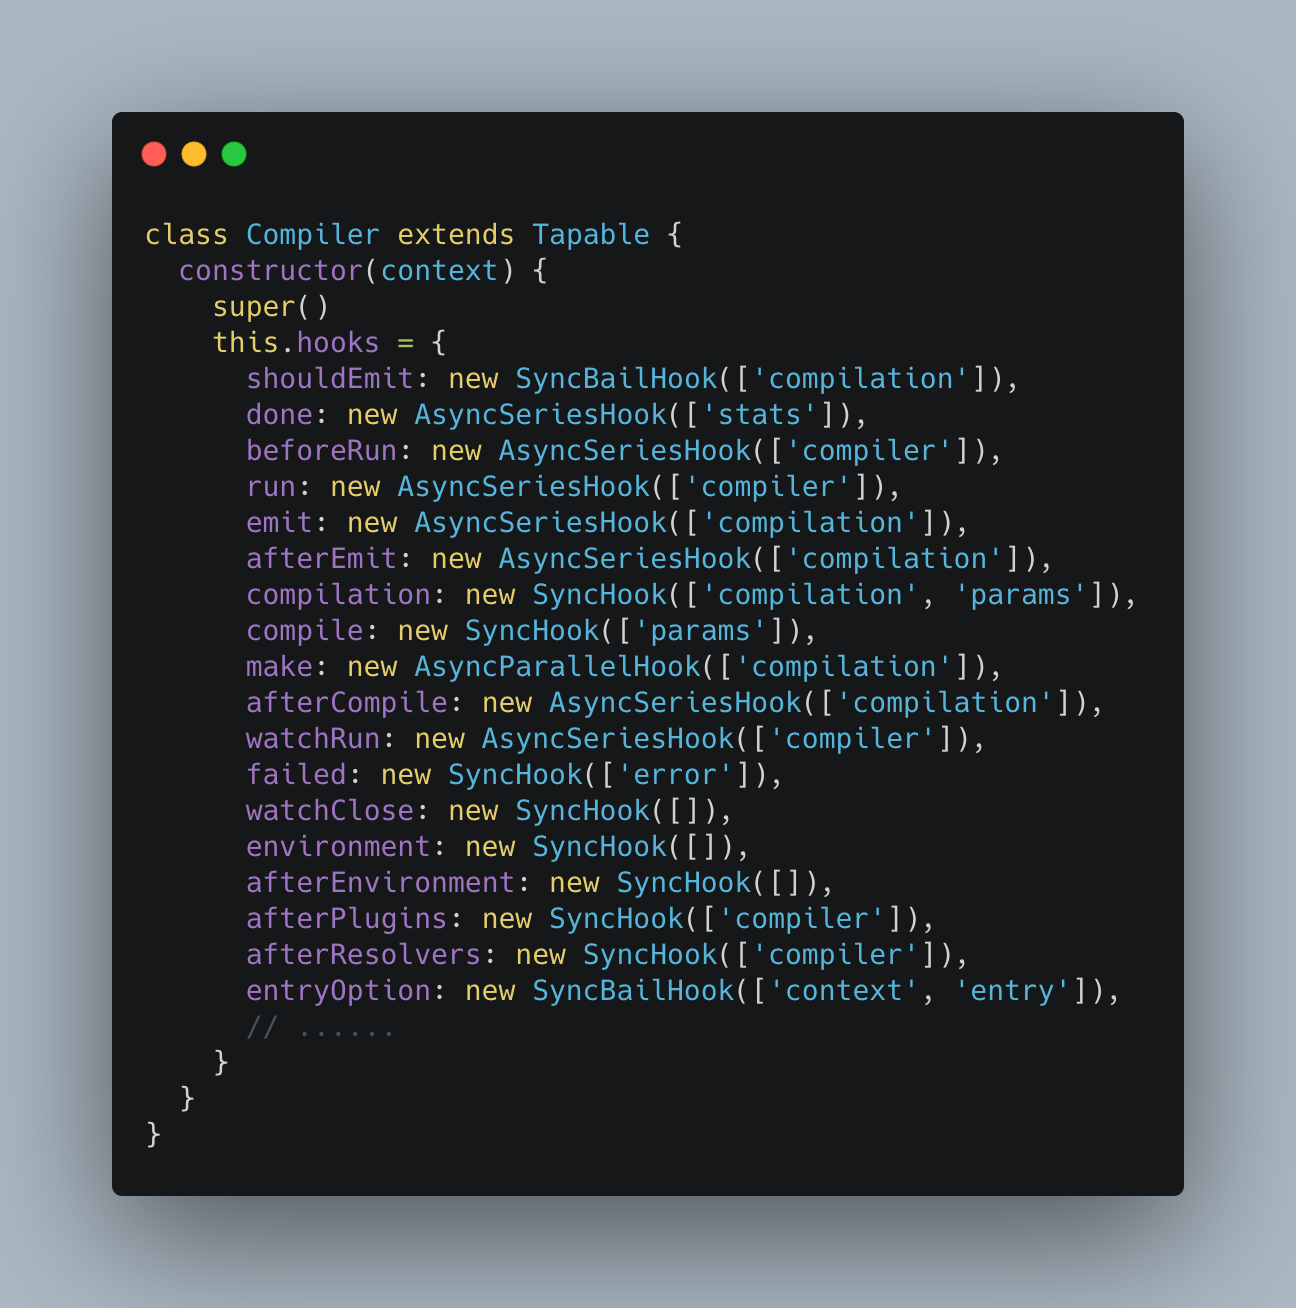 class Compiler extends Tapable {
  constructor(context) {
    super()
    this.hooks = {
      shouldEmit: new SyncBailHook(['compilation']),
      done: new AsyncSeriesHook(['stats']),
      beforeRun: new AsyncSeriesHook(['compiler']),
      run: new AsyncSeriesHook(['compiler']),
      emit: new AsyncSeriesHook(['compilation']),
      afterEmit: new AsyncSeriesHook(['compilation']),
      compilation: new SyncHook(['compilation', 'params']),
      compile: new SyncHook(['params']),
      make: new AsyncParallelHook(['compilation']),
      afterCompile: new AsyncSeriesHook(['compilation']),
      watchRun: new AsyncSeriesHook(['compiler']),
      failed: new SyncHook(['error']),
      watchClose: new SyncHook([]),
      environment: new SyncHook([]),
      afterEnvironment: new SyncHook([]),
      afterPlugins: new SyncHook(['compiler']),
      afterResolvers: new SyncHook(['compiler']),
      entryOption: new SyncBailHook(['context', 'entry']),
      // ......
    }
  }
}